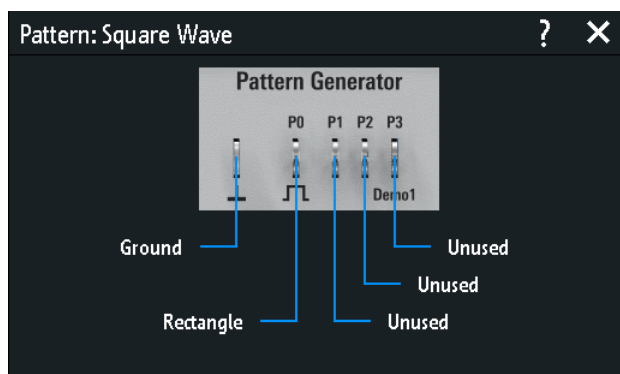 Pattern: Square Wave ? ×
Pattern Generator
P0 P1 P2 P3
Demo1
Ground
Unused
Unused
Rectangle
Unused